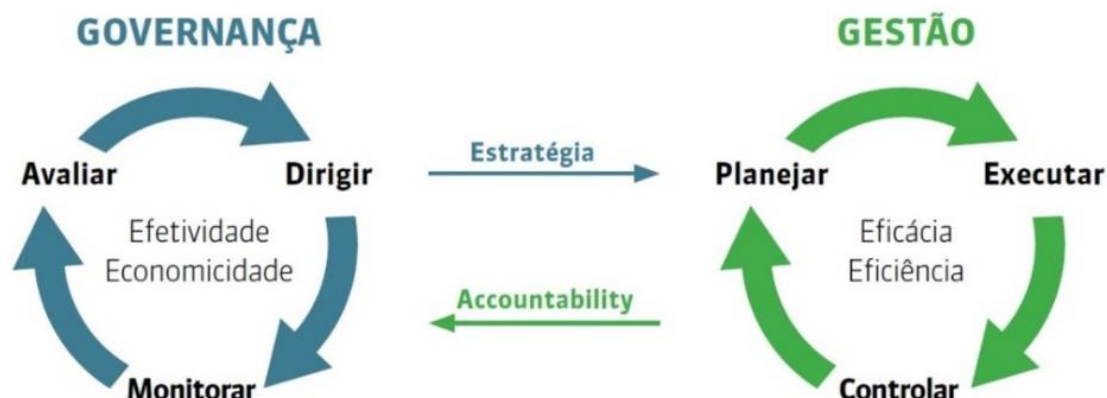 GOVERNANÇA
Avaliar
Dirigir
Efetividade
Economicidade
Monitorar
Estratégia
Accountability
GESTÃO
Planejar
Executar
Eficácia
Eficiência
Controlar